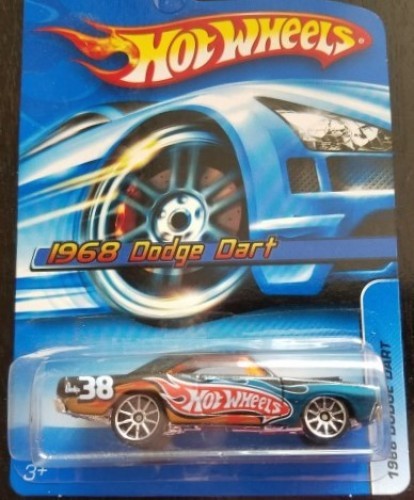 HOT WHEELS
1968 Dodge Dart
38
HOT WHEELS
1968 DODGE DART
3+